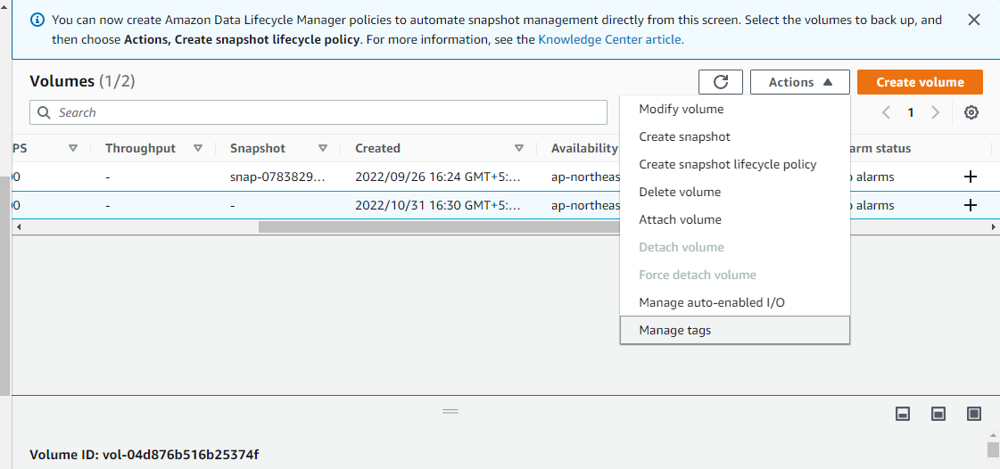 You can now create Amazon Data Lifecycle Manager policies to automate snapshot management directly from this screen. Select the volumes to back up, and
then choose Actions, Create snapshot lifecycle policy. For more information, see the Knowledge Center article.
Volumes (1/2)
Actions
Create volume
Search
1
PS Throughput Snapshot Created Availability arm status
00 - snap-0783829... 2022/09/26 16:24 GMT+5:... ap-northeas alarms
00 - - 2022/10/31 16:30 GMT+5:... ap-northeas alarms
Modify volume
Create snapshot
Create snapshot lifecycle policy
Delete volume
Attach volume
Detach volume
Force detach volume
Manage auto-enabled I/O
Manage tags
Volume ID: vol-04d876b516b25374f